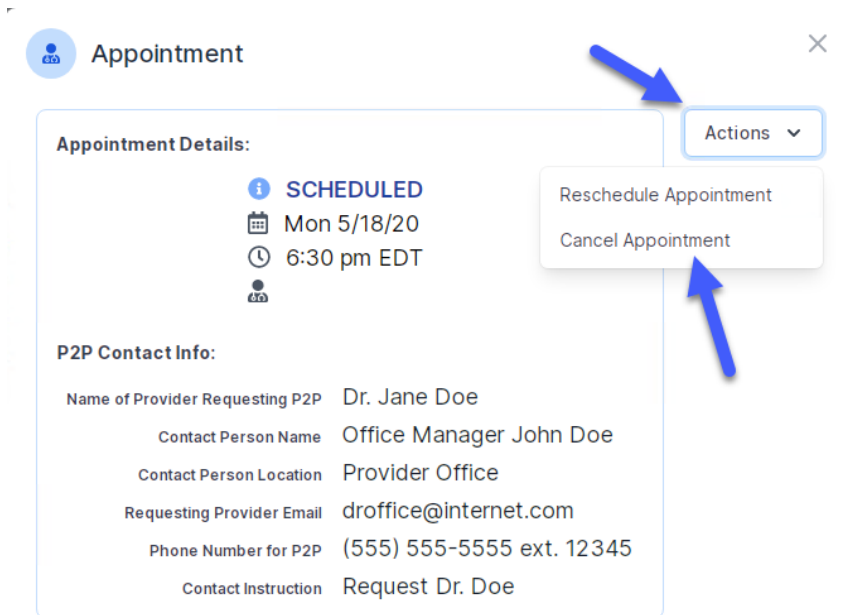 Appointment
Actions
Appointment Details:
Reschedule Appointment
Cancel Appointment
SCHEDULED
Mon 5/18/20
6:30 pm EDT
P2P Contact Info:
Name of Provider Requesting P2P Dr. Jane Doe
Contact Person Name Office Manager John Doe
Contact Person Location Provider Office
Requesting Provider Email droffice@internet.com
Phone Number for P2P (555) 555-5555 ext. 12345
Contact Instruction Request Dr. Doe